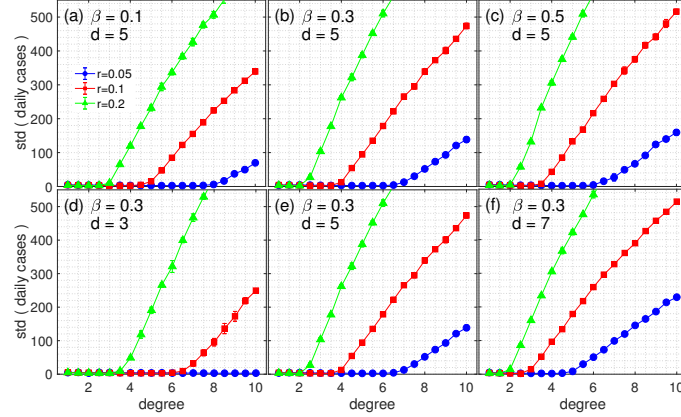 (a) β = 0.1
d = 5
(b) β = 0.3
d = 5
(c) β = 0.5
d = 5
r=0.05
r=0.1
r=0.2
500
400
300
200
100
0
std ( daily cases )
(d) β = 0.3
d = 3
(e) β = 0.3
d = 5
(f) β = 0.3
d = 7
500
400
300
200
100
0
std ( daily cases )
2 4 6 8 10 2 4 6 8 10 2 4 6 8 10
degree degree degree